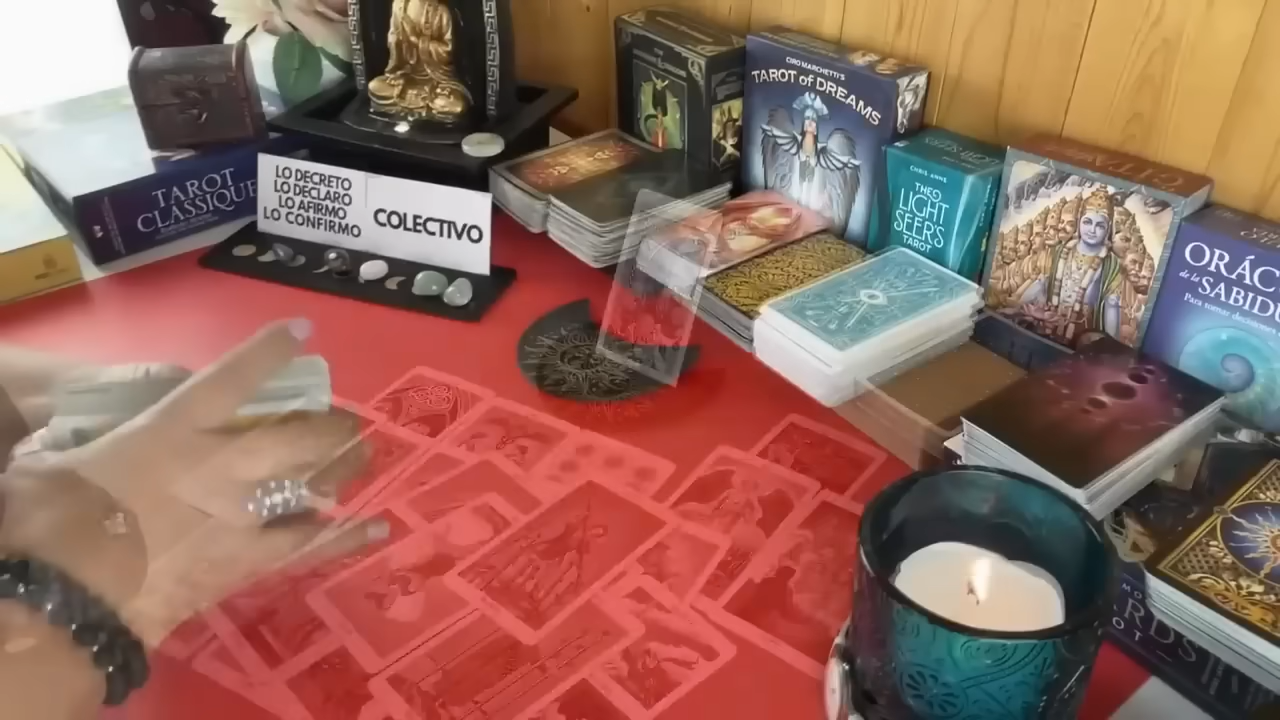 CIRO MARCHETTI'S
TAROT of DREAMS
CHRIS-ANNE
THE
LIGHT
SEER'S
TAROT
TAROT
CLASSIQUE
LO DECRETO
LO DECLARO
LO AFIRMO
LO CONFIRMO
COLECTIVO
ORÁC
de la SABIDU
Para tomar decisiones